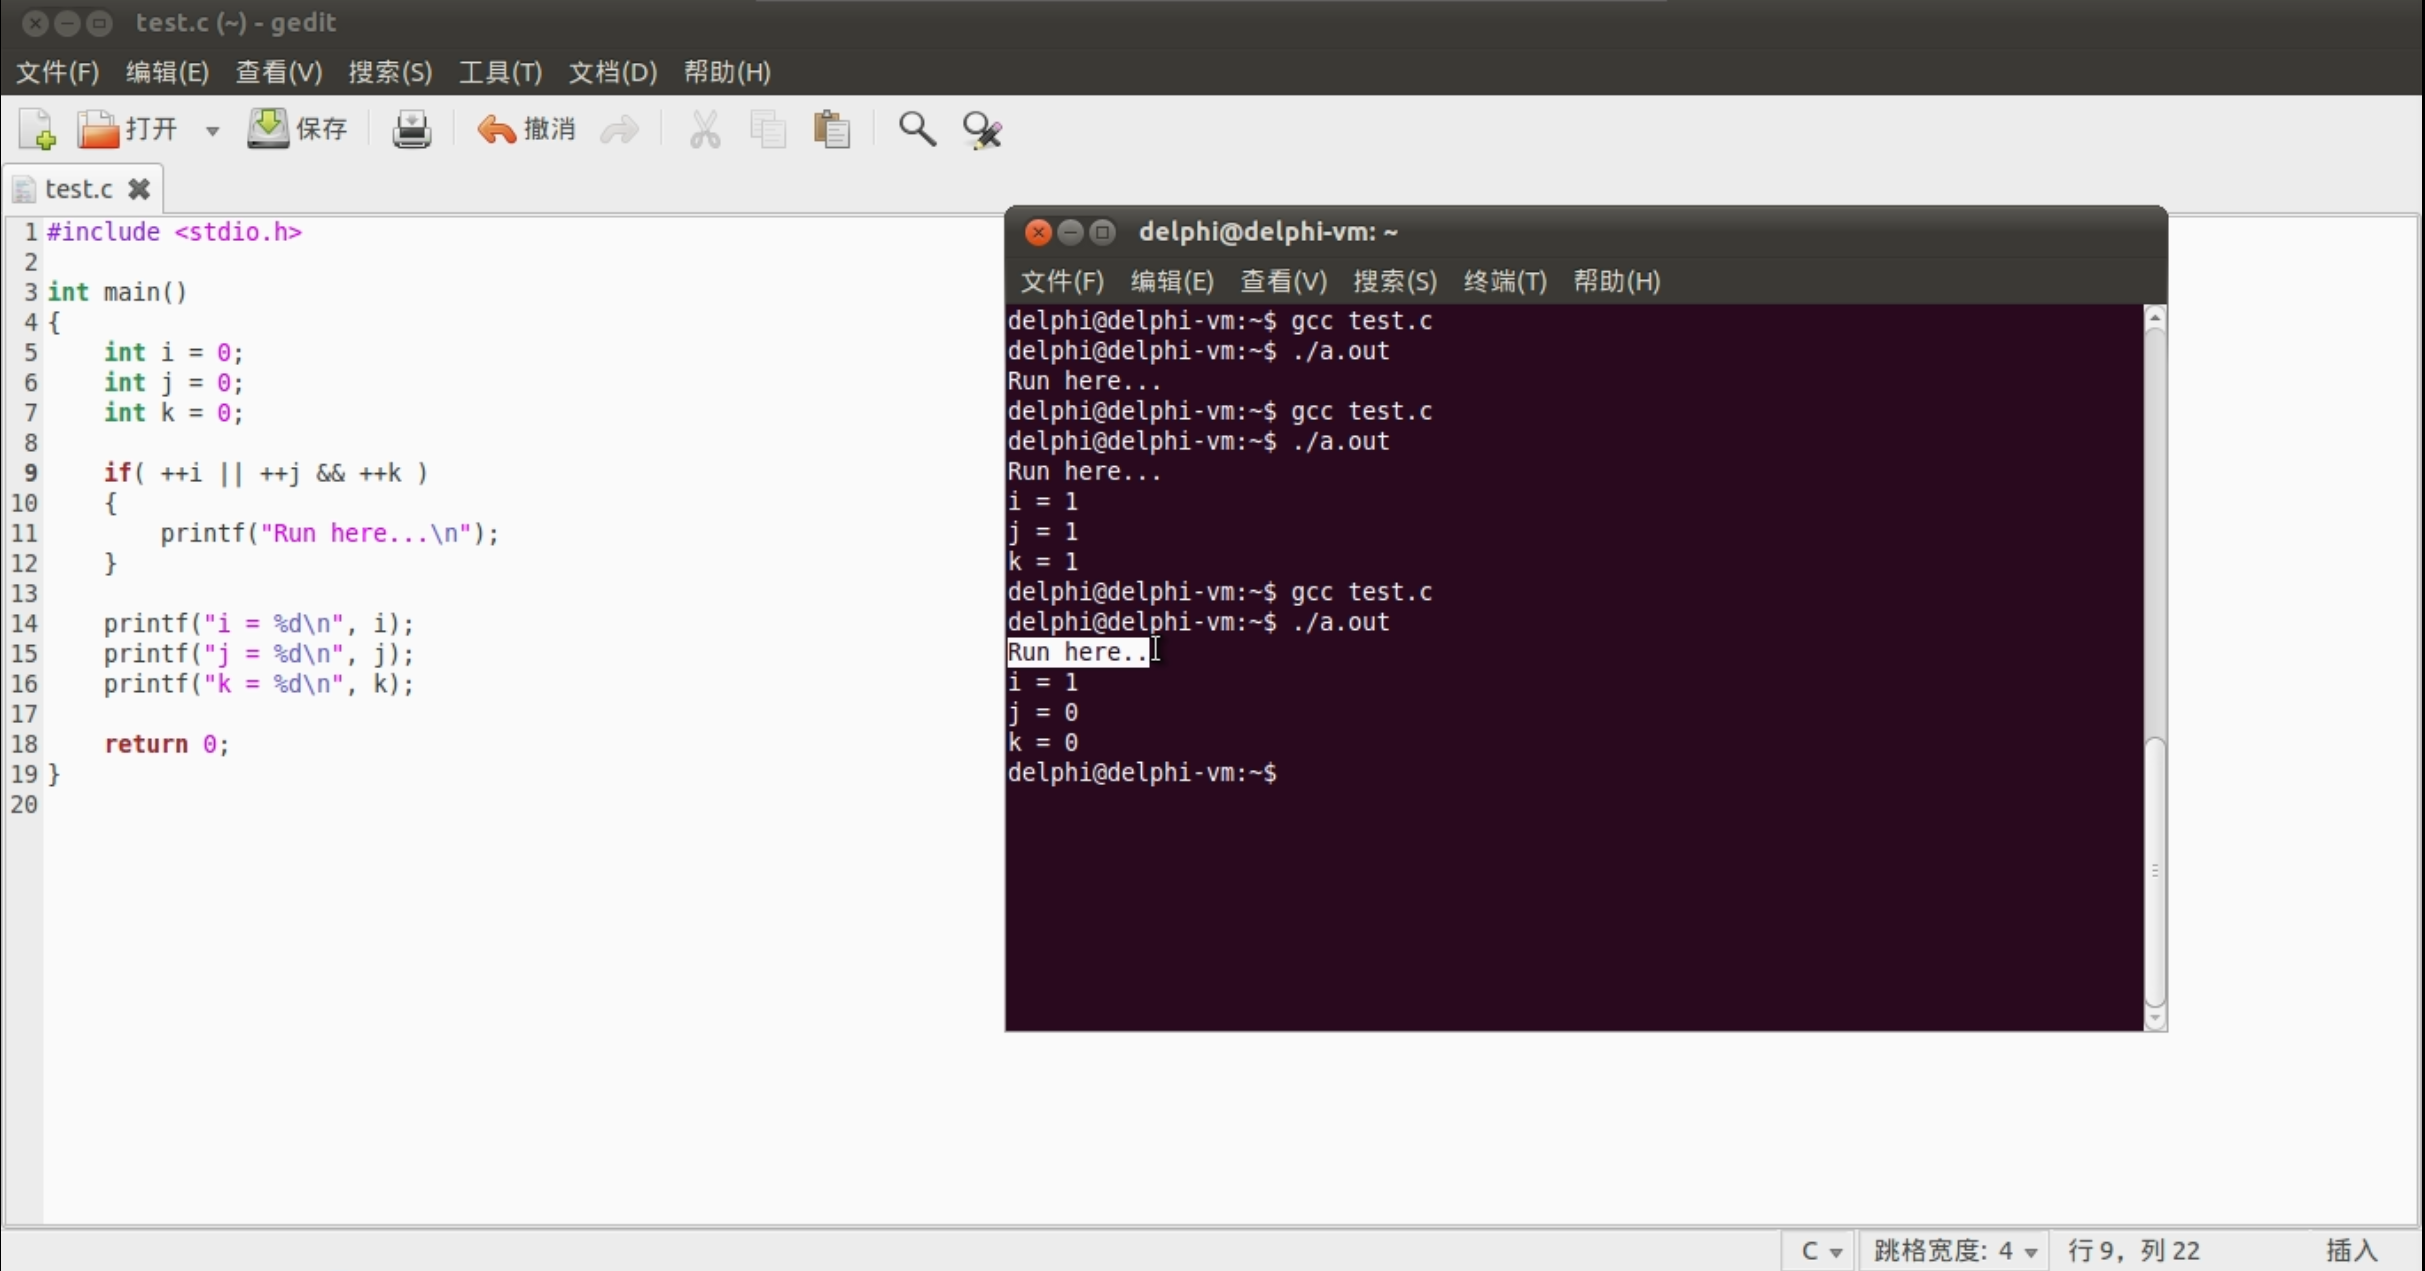 test.c (~) - gedit
文件(F) 编辑(E) 查看(V) 搜索(S) 工具(T) 文档(D) 帮助(H)
打开 保存 撤消
test.c
1 #include <stdio.h>
2
3 int main()
4 {
5     int i = 0;
6     int j = 0;
7     int k = 0;
8
9     if( ++i || ++j && ++k )
10     {
11         printf("Run here...\n");
12     }
13
14     printf("i = %d\n", i);
15     printf("j = %d\n", j);
16     printf("k = %d\n", k);
17
18     return 0;
19 }
20
delphi@delphi-vm: ~
文件(F) 编辑(E) 查看(V) 搜索(S) 终端(T) 帮助(H)
delphi@delphi-vm:~$ gcc test.c
delphi@delphi-vm:~$ ./a.out
Run here...
delphi@delphi-vm:~$ gcc test.c
delphi@delphi-vm:~$ ./a.out
Run here...
i = 1
j = 1
k = 1
delphi@delphi-vm:~$ gcc test.c
delphi@delphi-vm:~$ ./a.out
Run here..
i = 1
j = 0
k = 0
delphi@delphi-vm:~$
C 跳格宽度: 4 行 9，列 22 插入